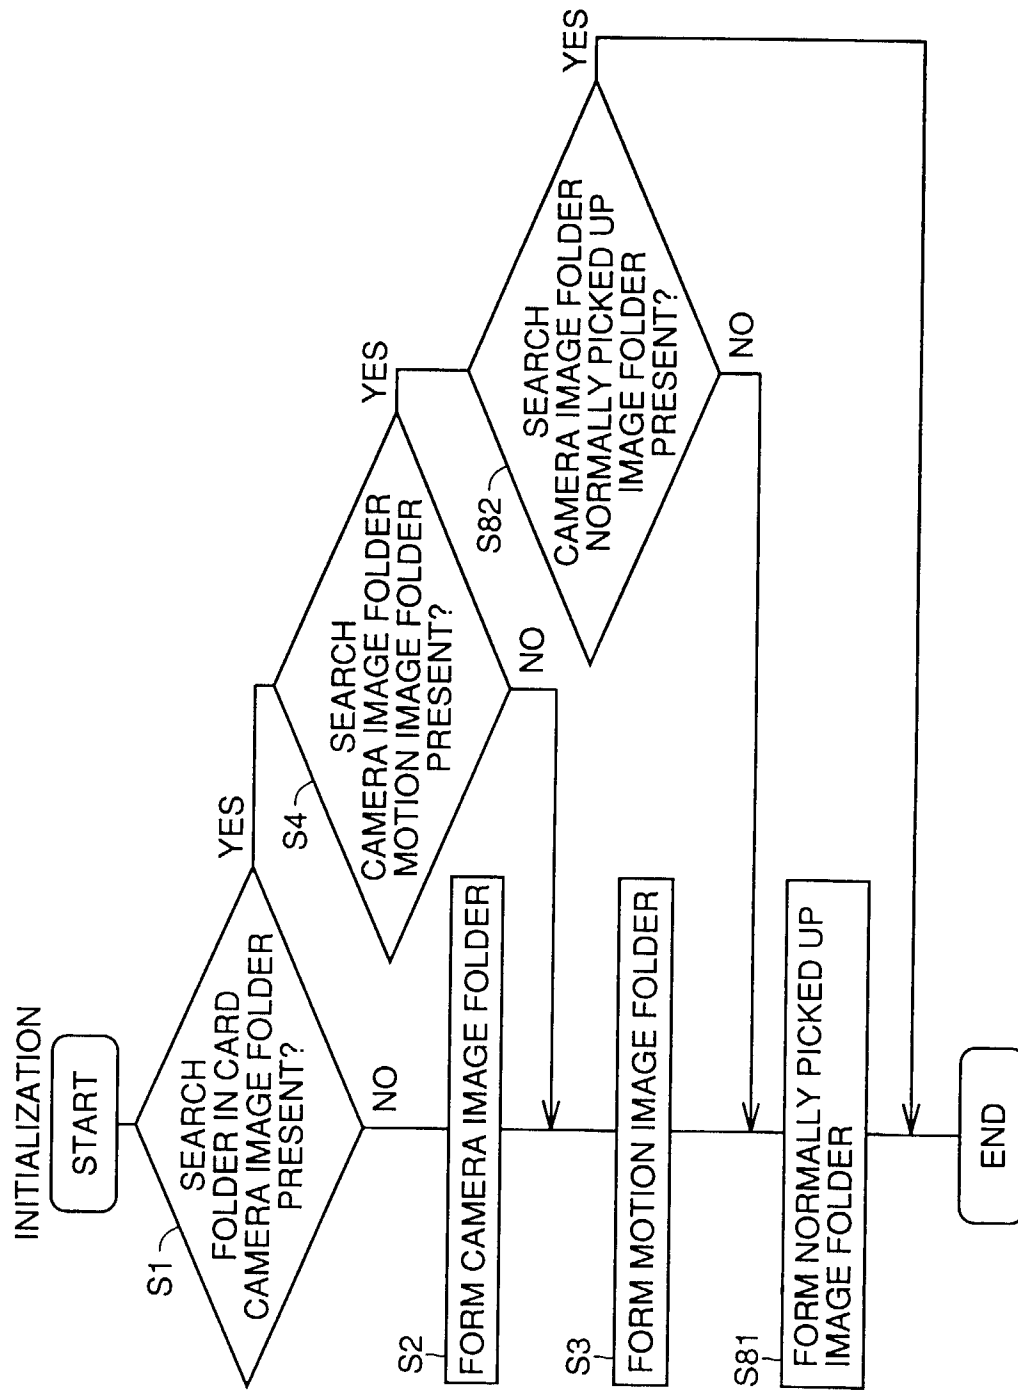 INITIALIZATION
START
S1
SEARCH
FOLDER IN CARD
CAMERA IMAGE FOLDER
PRESENT?
YES
NO
S4
SEARCH
CAMERA IMAGE FOLDER
MOTION IMAGE FOLDER
PRESENT?
YES
NO
S82
SEARCH
CAMERA IMAGE FOLDER
NORMALLY PICKED UP
IMAGE FOLDER
PRESENT?
YES
NO
S2
FORM CAMERA IMAGE FOLDER
S3
FORM MOTION IMAGE FOLDER
S81
FORM NORMALLY PICKED UP
IMAGE FOLDER
END